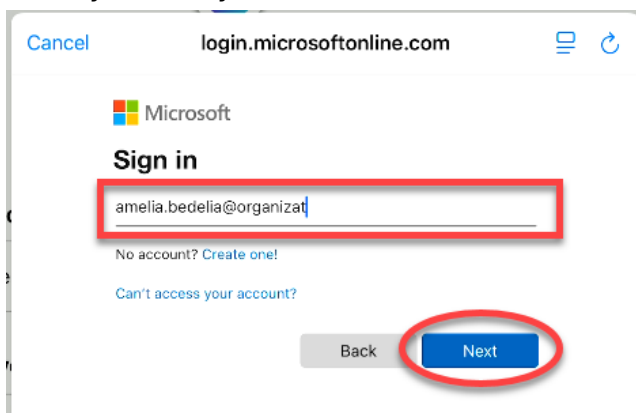 Cancel login.microsoftonline.com
Microsoft
Sign in
amelia.bedelia@organizat
No account? Create one!
Can't access your account?
Back Next